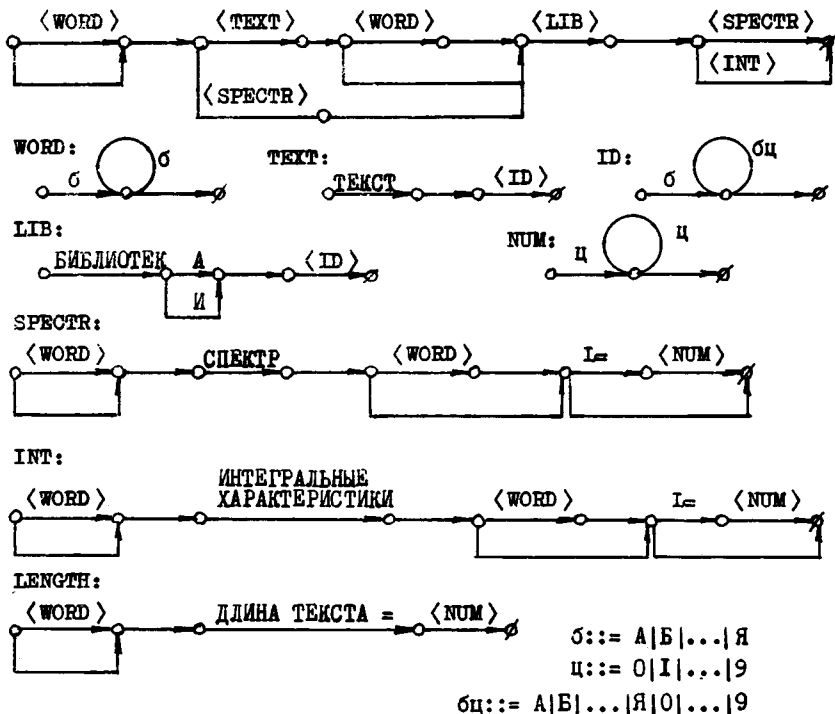 〈WORD〉 〈TEXT〉 〈WORD〉 〈LIB〉 〈SPECTR〉
〈INT〉
〈SPECTR〉
WORD: б б TEXT: ТЕКСТ 〈ID〉 ID: б бц
LIB: БИБЛИОТЕК А И 〈ID〉 NUM: Ц Ц
SPECTR:
〈WORD〉 СПЕКТР 〈WORD〉 L= 〈NUM〉
INT:
ИНТЕГРАЛЬНЫЕ
〈WORD〉 ХАРАКТЕРИСТИКИ 〈WORD〉 L= 〈NUM〉
LENGTH:
〈WORD〉 ДЛИНА ТЕКСТА = 〈NUM〉
б::= А|Б|...|Я
ц::= 0|I|...|9
бц::= А|Б|...|Я|0|...|9